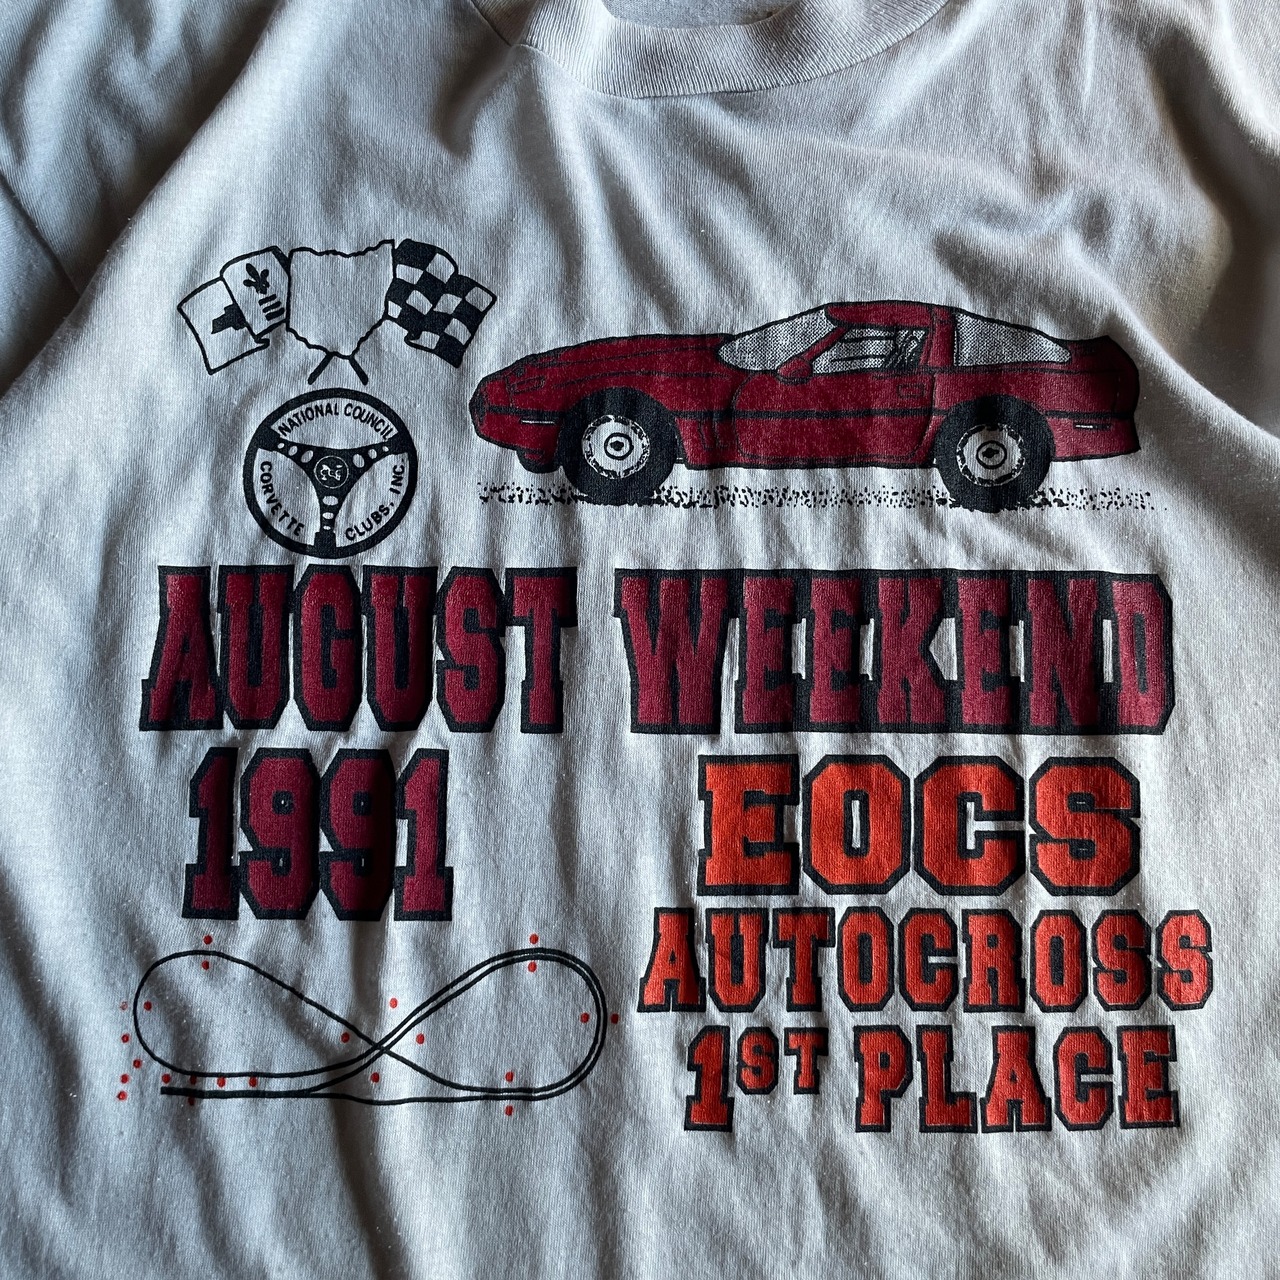 NATIONAL COUNCIL
CORVETTE CLUBS, INC.
AUGUST WEEKEND
1991
EOCS
AUTOCROSS
1ST PLACE